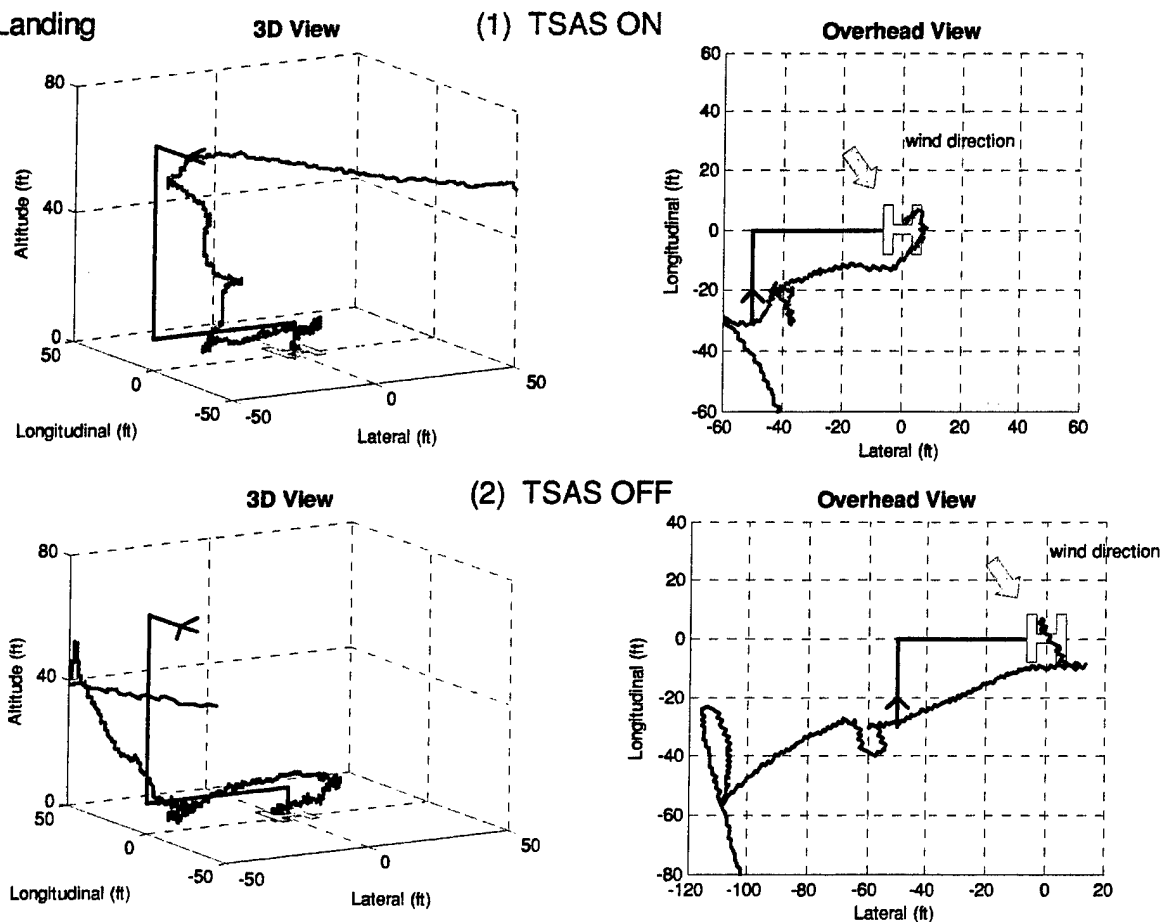 Landing
3D View
(1) TSAS ON
Overhead View
80
40
0
Altitude (ft)
50
0
-50
Longitudinal (ft)
-50
0
50
Lateral (ft)
60
40
20
0
-20
-40
-60
Longitudinal (ft)
wind direction
H
-60
-40
-20
0
20
40
60
Lateral (ft)
3D View
(2) TSAS OFF
Overhead View
80
40
0
Altitude (ft)
50
0
-50
Longitudinal (ft)
-50
0
50
Lateral (ft)
40
20
0
-20
-40
-60
-80
Longitudinal (ft)
wind direction
H
-120
-100
-80
-60
-40
-20
0
20
Lateral (ft)